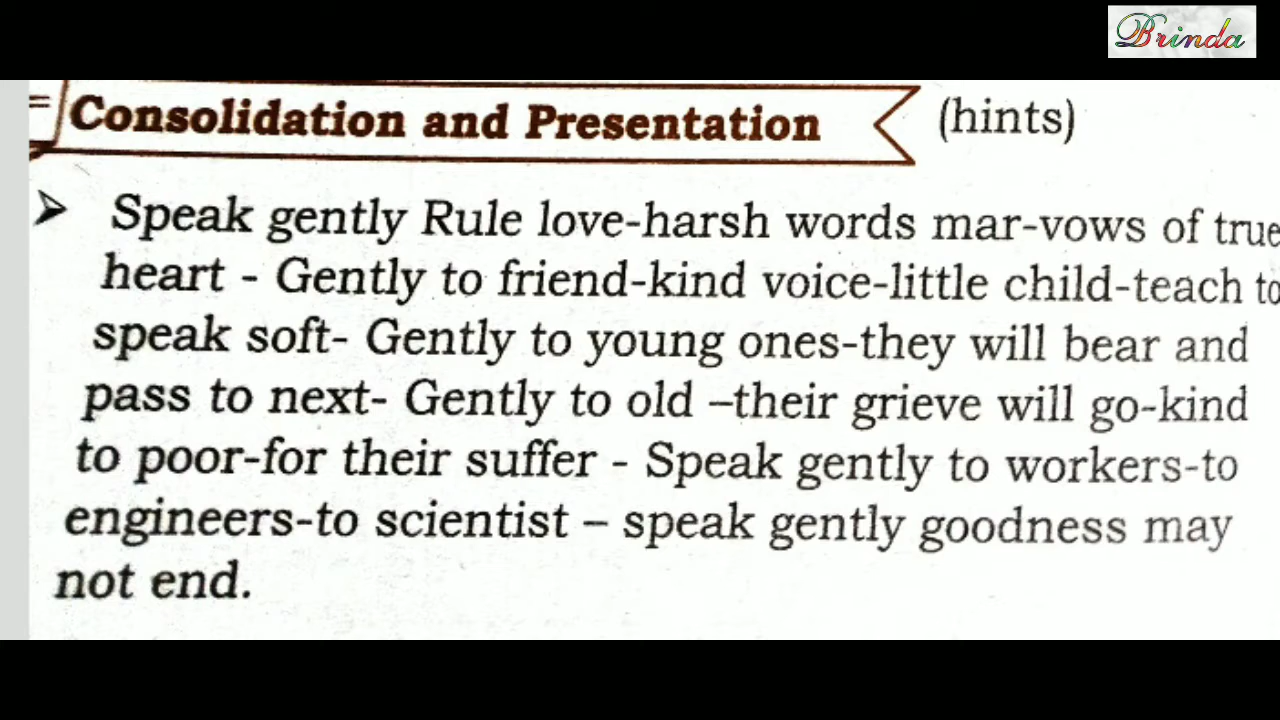 Brinda
Consolidation and Presentation (hints)
➤ Speak gently Rule love-harsh words mar-vows of true
heart - Gently to friend-kind voice-little child-teach to
speak soft- Gently to young ones-they will bear and
pass to next- Gently to old –their grieve will go-kind
to poor-for their suffer - Speak gently to workers-to
engineers-to scientist – speak gently goodness may
not end.